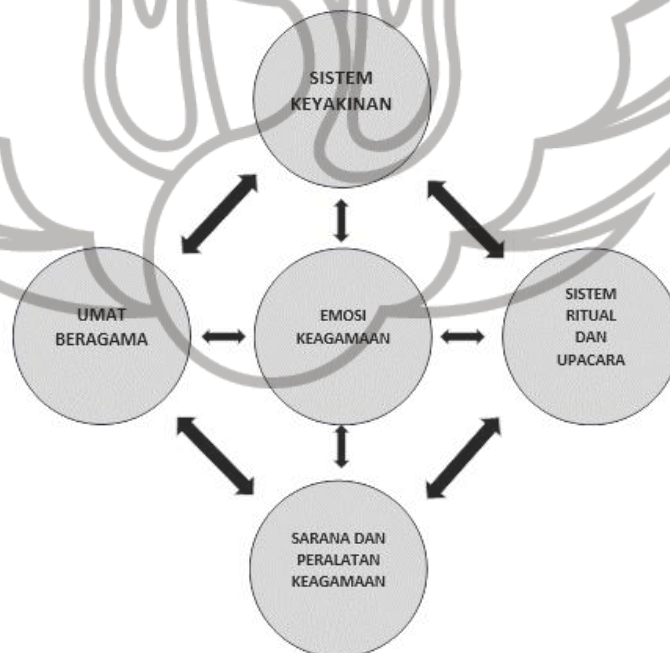 SISTEM
KEYAKINAN
UMAT
BERAGAMA
EMOSI
KEAGAMAAN
SISTEM
RITUAL
DAN
UPACARA
SARANA DAN
PERALATAN
KEAGAMAAN